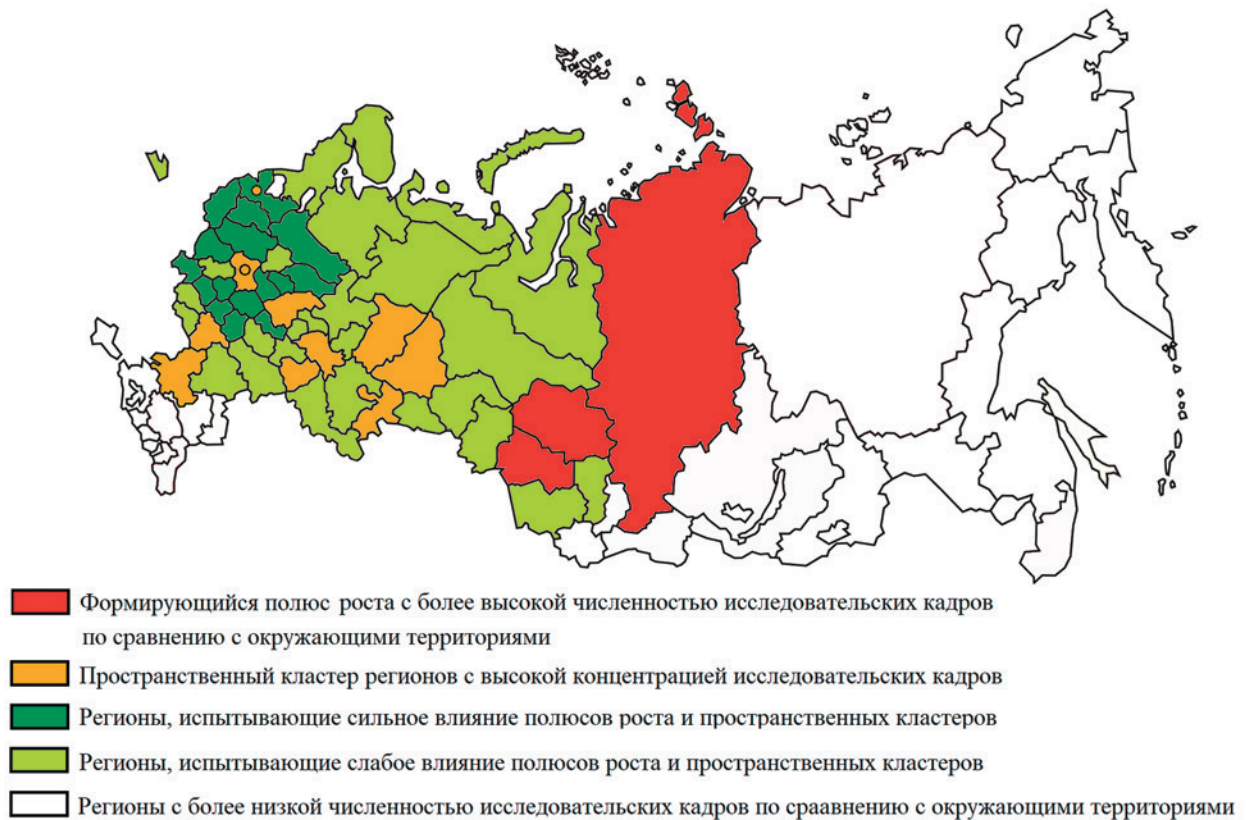 Формирующийся полюс роста с более высокой численностью исследовательских кадров
по сравнению с окружающими территориями
Пространственный кластер регионов с высокой концентрацией исследовательских кадров
Регионы, испытывающие сильное влияние полюсов роста и пространственных кластеров
Регионы, испытывающие слабое влияние полюсов роста и пространственных кластеров
Регионы с более низкой численностью исследовательских кадров по сраавнению с окружающими территориями